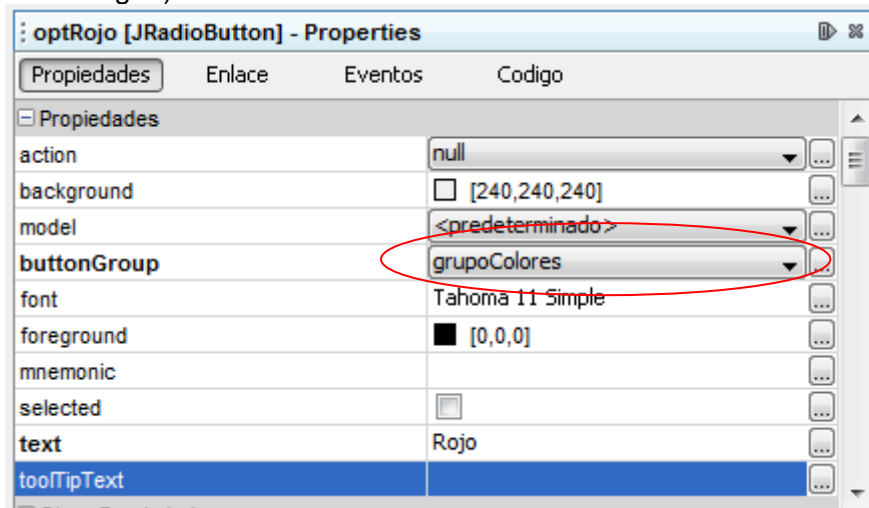 optRojo [JRadioButton] - Properties
Propiedades Enlace Eventos Codigo
Propiedades
action null ...
background [240,240,240] ...
model <predeterminado> ...
buttonGroup grupoColores ...
font Tahoma 11 Simple ...
foreground [0,0,0] ...
mnemonic ...
selected ...
text Rojo ...
toolTipText ...